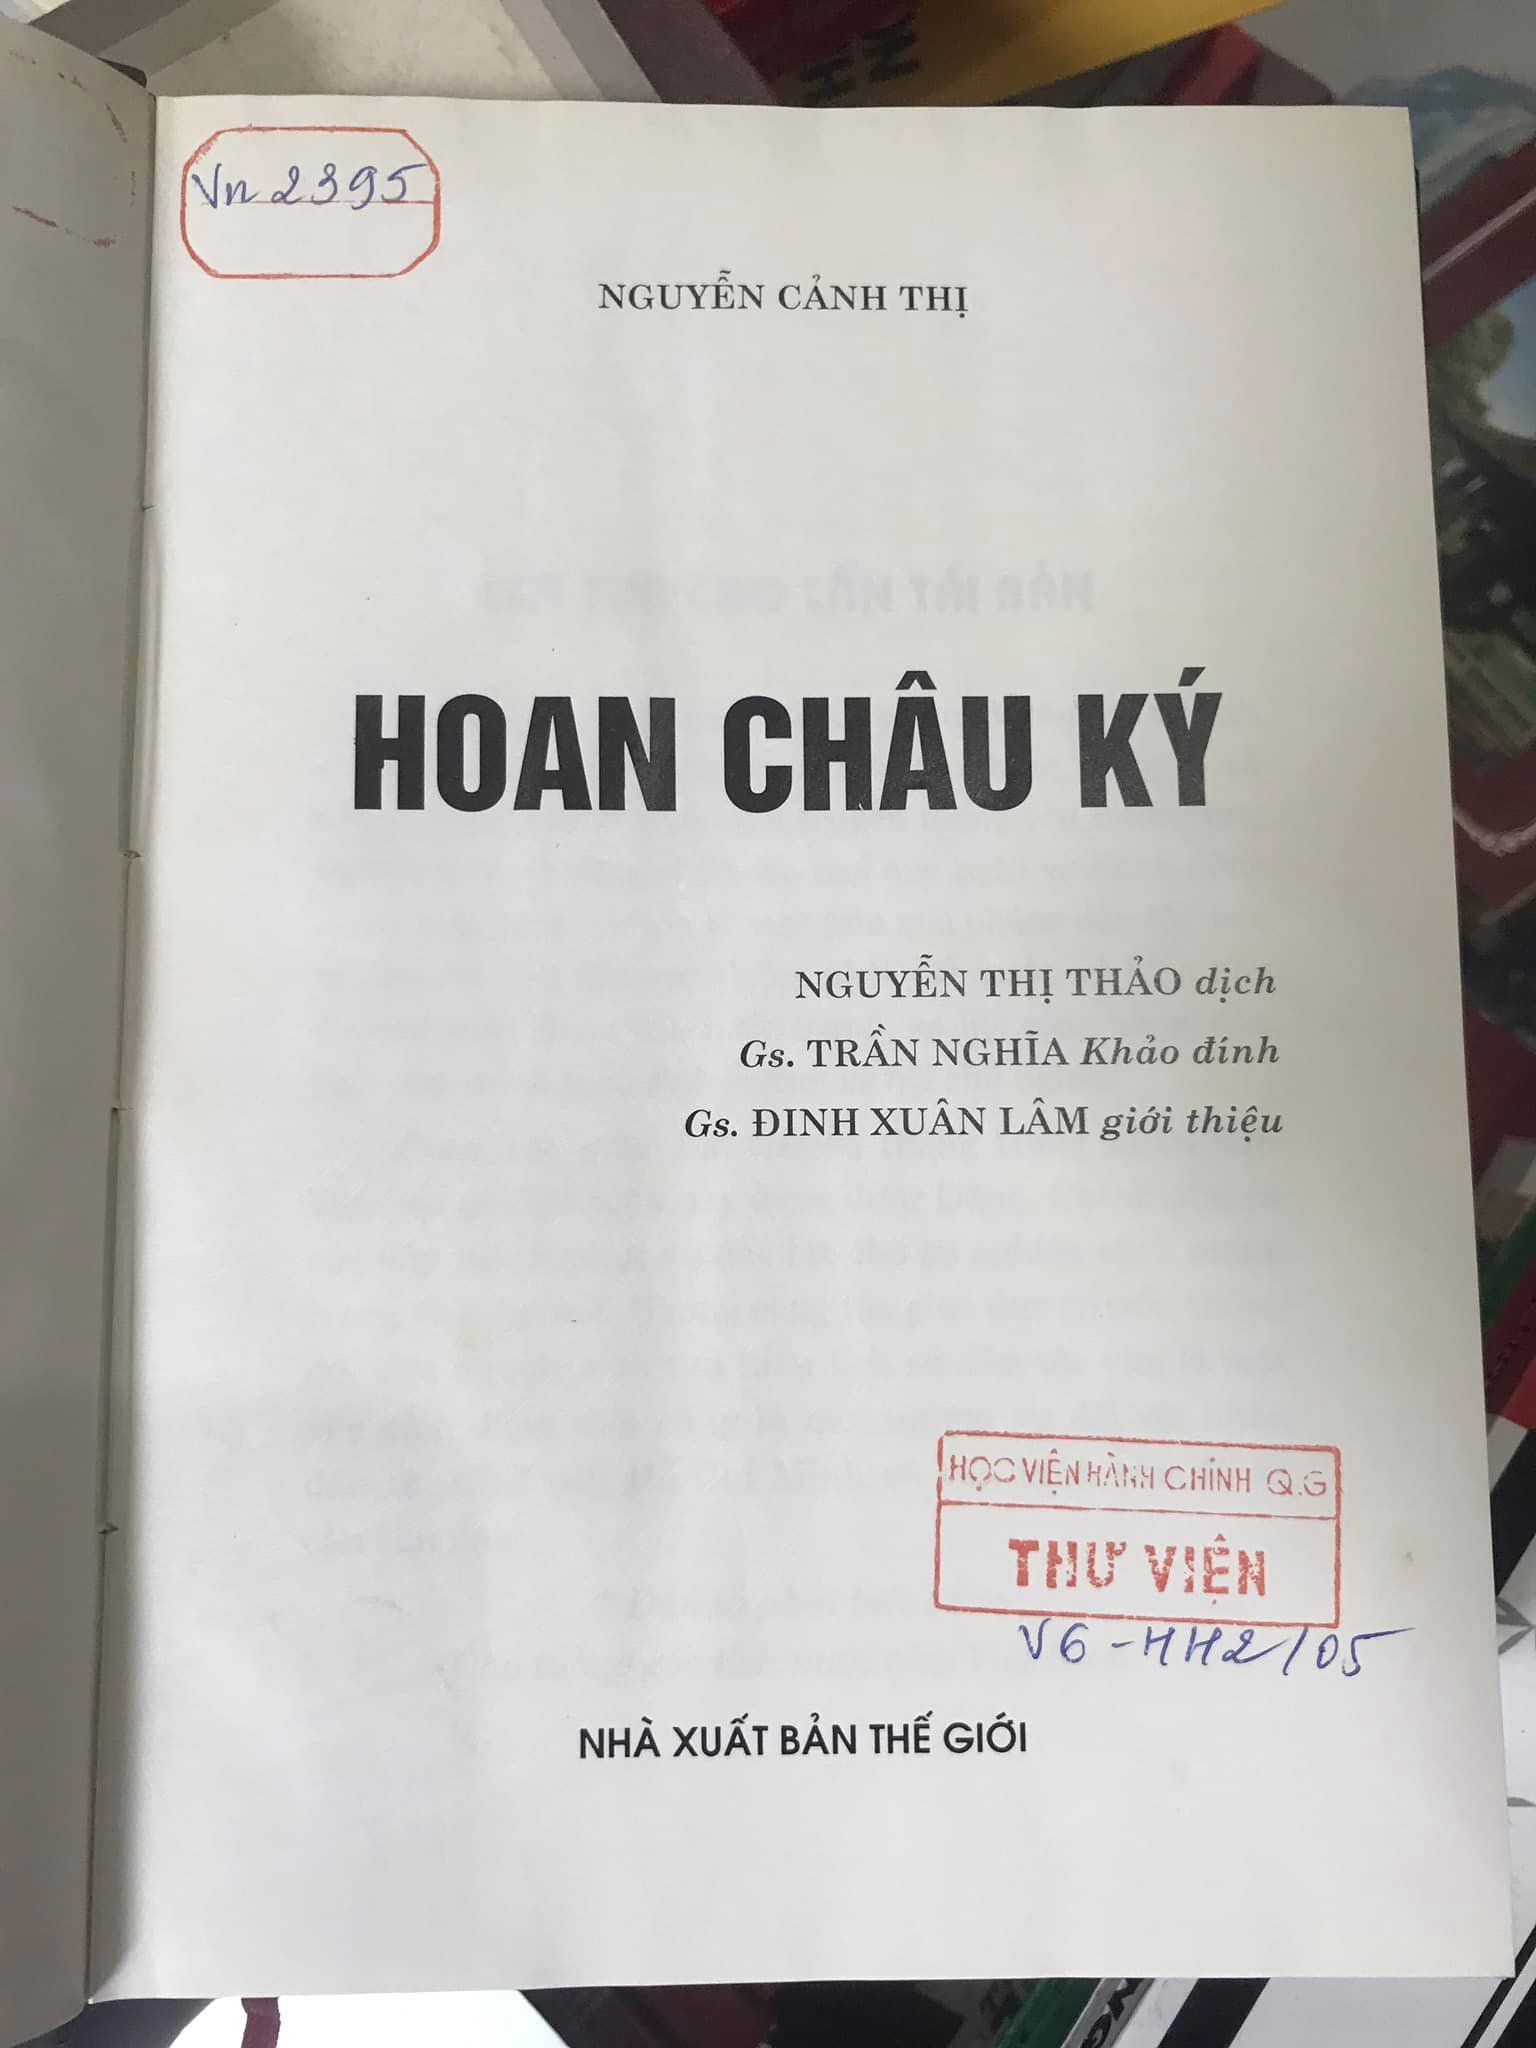 Vn 2395
NGUYỄN CẢNH THỊ
HOAN CHÂU KÝ
NGUYỄN THỊ THẢO dịch
Gs. TRẦN NGHĨA Khảo đính
Gs. ĐINH XUÂN LÂM giới thiệu
HỌC VIỆN HÀNH CHÍNH Q.G
THƯ VIỆN
V6-HH2/05
NHÀ XUẤT BẢN THẾ GIỚI